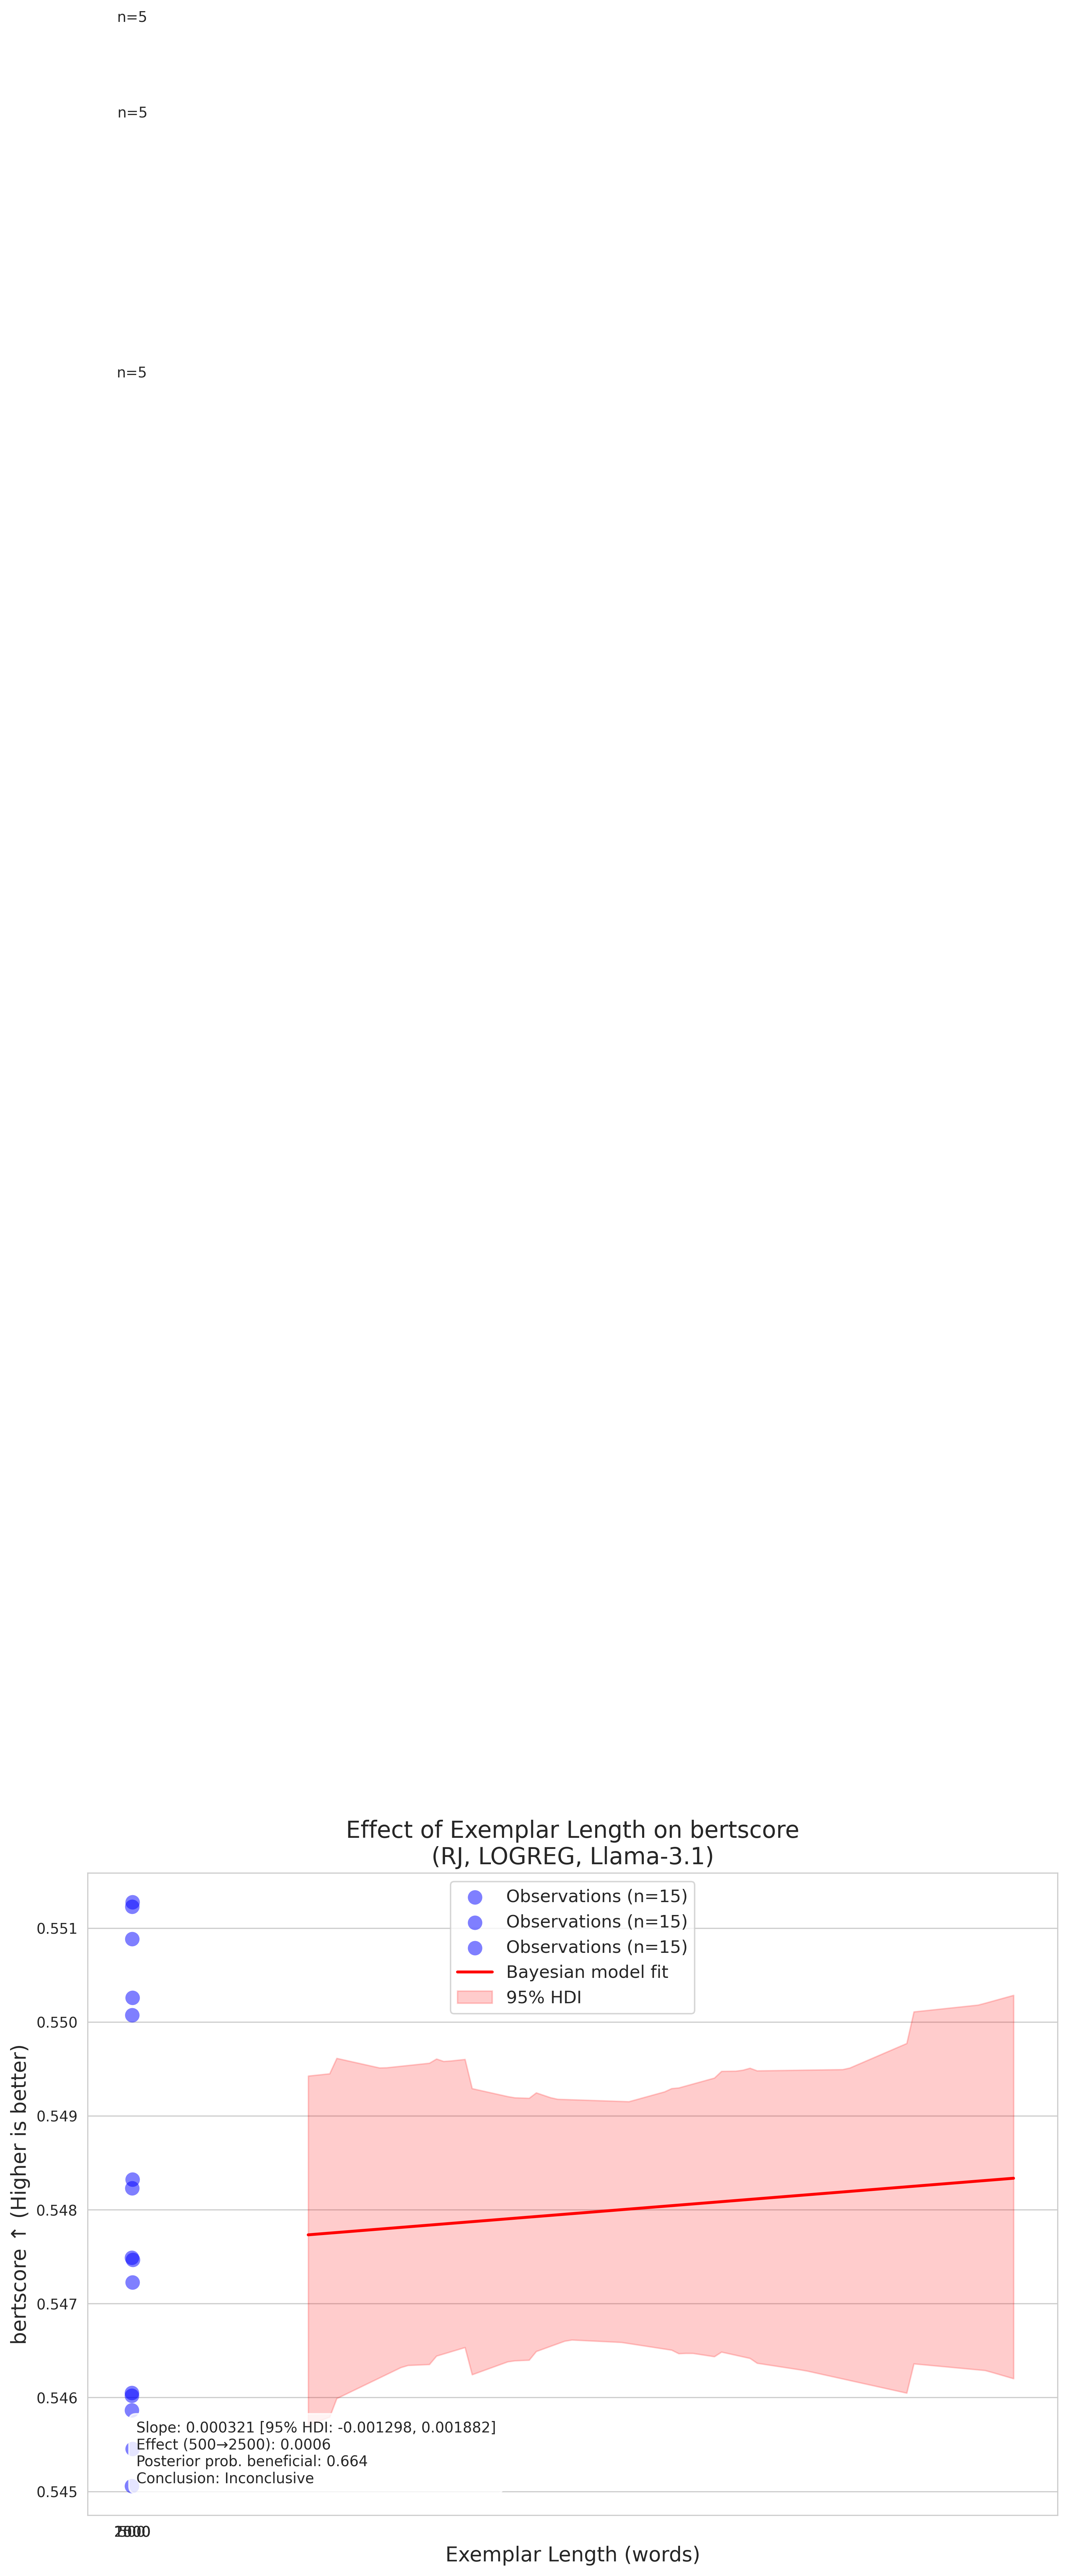 n=5
n=5
n=5
Effect of Exemplar Length on bertscore
(RJ, LOGREG, Llama-3.1)
Observations (n=15)
Observations (n=15)
Observations (n=15)
Bayesian model fit
95% HDI
0.551
0.550
0.549
0.548
0.547
0.546
0.545
bertscore ↑ (Higher is better)
Slope: 0.000321 [95% HDI: -0.001298, 0.001882]
Effect (500→2500): 0.0006
Posterior prob. beneficial: 0.664
Conclusion: Inconclusive
Exemplar Length (words)